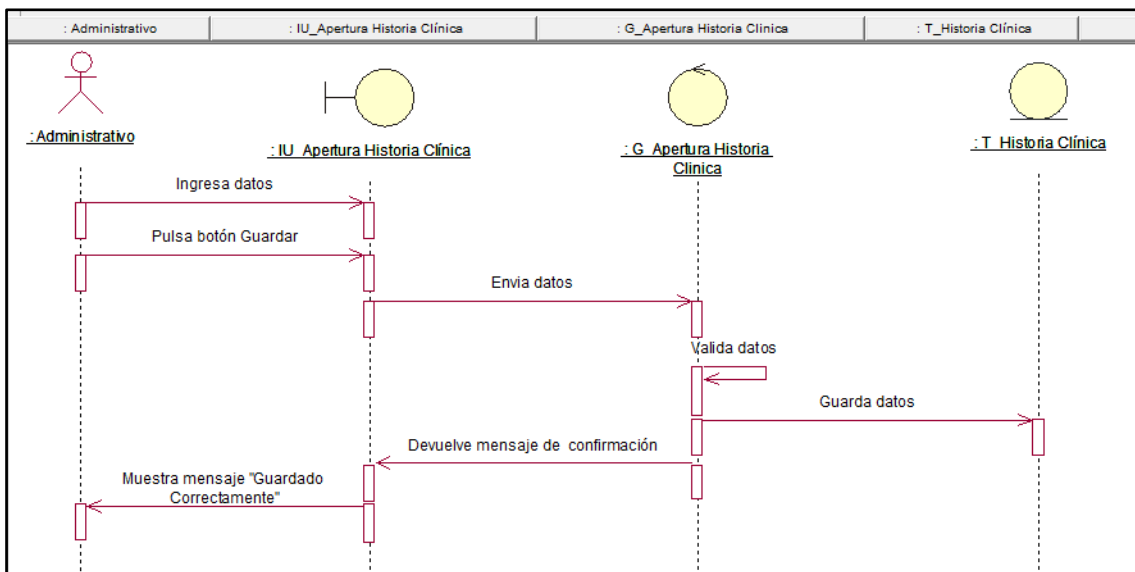 : Administrativo
: IU_Apertura Historia Clínica
: G_Apertura Historia Clinica
: T_Historia Clínica
: Administrativo
: IU_Apertura Historia Clínica
: G_Apertura Historia
Clinica
: T_Historia Clínica
Ingresa datos
Pulsa botón Guardar
Envia datos
Valida datos
Guarda datos
Devuelve mensaje de confirmación
Muestra mensaje "Guardado
Correctamente"